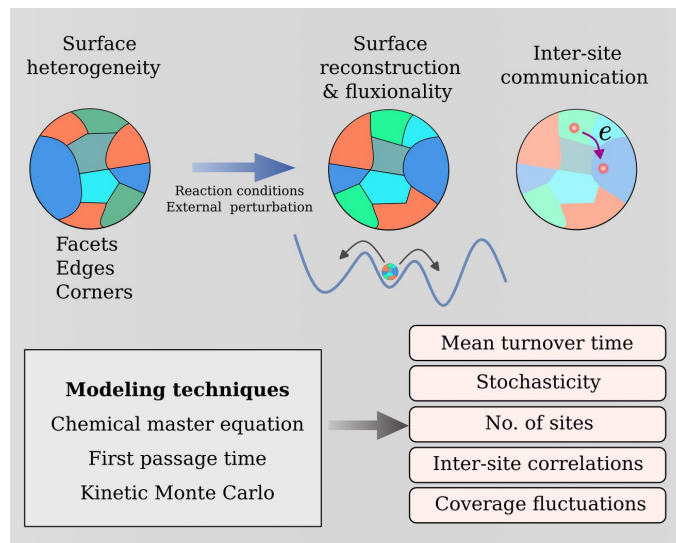 Surface
heterogeneity
Surface
reconstruction
& fluxionality
Inter-site
communication
e
Reaction conditions
External perturbation
Facets
Edges
Corners
Modeling techniques
Chemical master equation
First passage time
Kinetic Monte Carlo
Mean turnover time
Stochasticity
No. of sites
Inter-site correlations
Coverage fluctuations